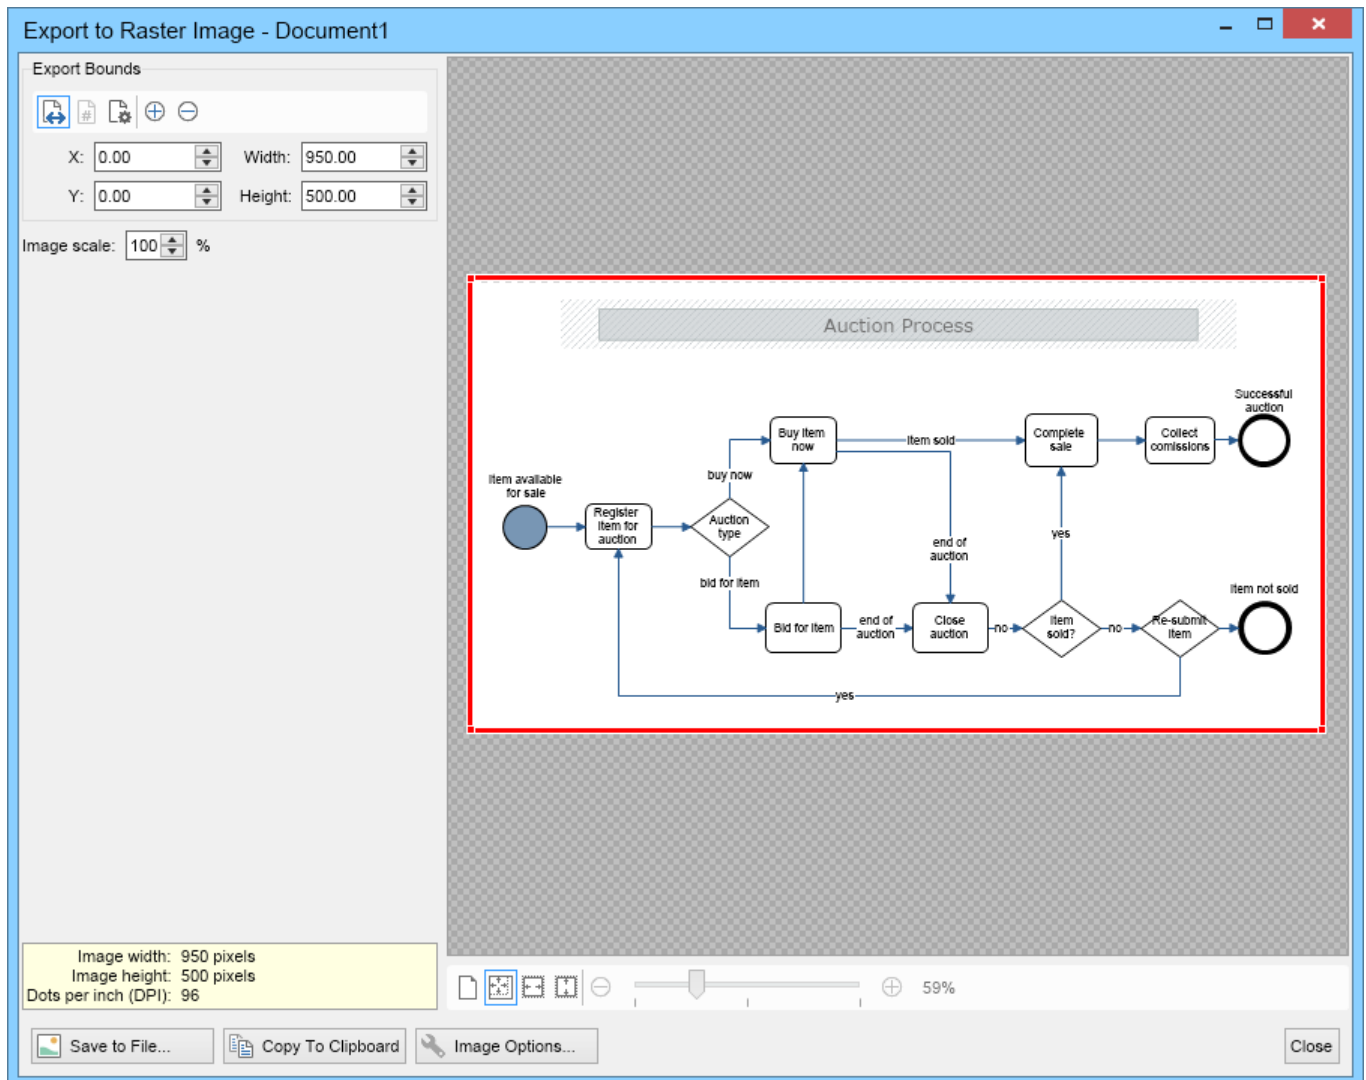 Export to Raster Image - Document1
Export Bounds
#
X: 0.00 Width: 950.00
Y: 0.00 Height: 500.00
Image scale: 100 %
Auction Process
Successful
auction
Buy item
now
item sold
Complete
sale
Collect
comissions
buy now
Item available
for sale
Register
item for
auction
Auction
type
end of
auction
yes
bid for item
Item not sold
Bid for item
end of
auction
Close
auction
no
Item
sold?
no
Re-submit
item
yes
Image width: 950 pixels
Image height: 500 pixels
Dots per inch (DPI): 96
59%
Save to File...
Copy To Clipboard
Image Options...
Close